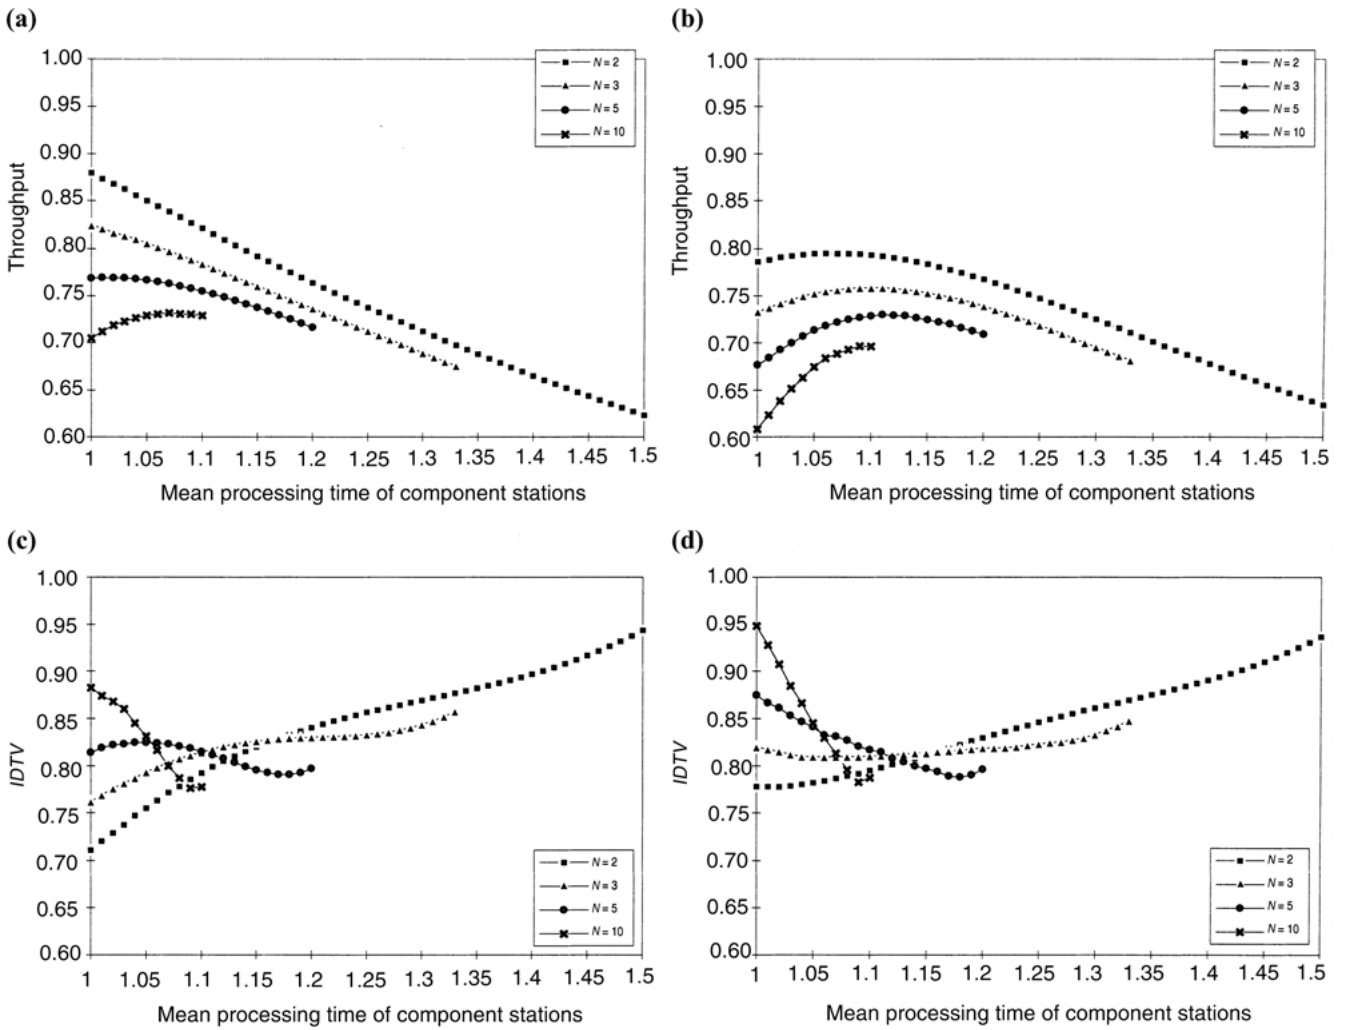 (a)
Throughput
1.00
0.95
0.90
0.85
0.80
0.75
0.70
0.65
0.60
1 1.05 1.1 1.15 1.2 1.25 1.3 1.35 1.4 1.45 1.5
Mean processing time of component stations
N = 2
N = 3
N = 5
N = 10
(b)
Throughput
1.00
0.95
0.90
0.85
0.80
0.75
0.70
0.65
0.60
1 1.05 1.1 1.15 1.2 1.25 1.3 1.35 1.4 1.45 1.5
Mean processing time of component stations
N = 2
N = 3
N = 5
N = 10
(c)
IDTV
1.00
0.95
0.90
0.85
0.80
0.75
0.70
0.65
0.60
1 1.05 1.1 1.15 1.2 1.25 1.3 1.35 1.4 1.45 1.5
Mean processing time of component stations
N = 2
N = 3
N = 5
N = 10
(d)
IDTV
1.00
0.95
0.90
0.85
0.80
0.75
0.70
0.65
0.60
1 1.05 1.1 1.15 1.2 1.25 1.3 1.35 1.4 1.45 1.5
Mean processing time of component stations
N = 2
N = 3
N = 5
N = 10